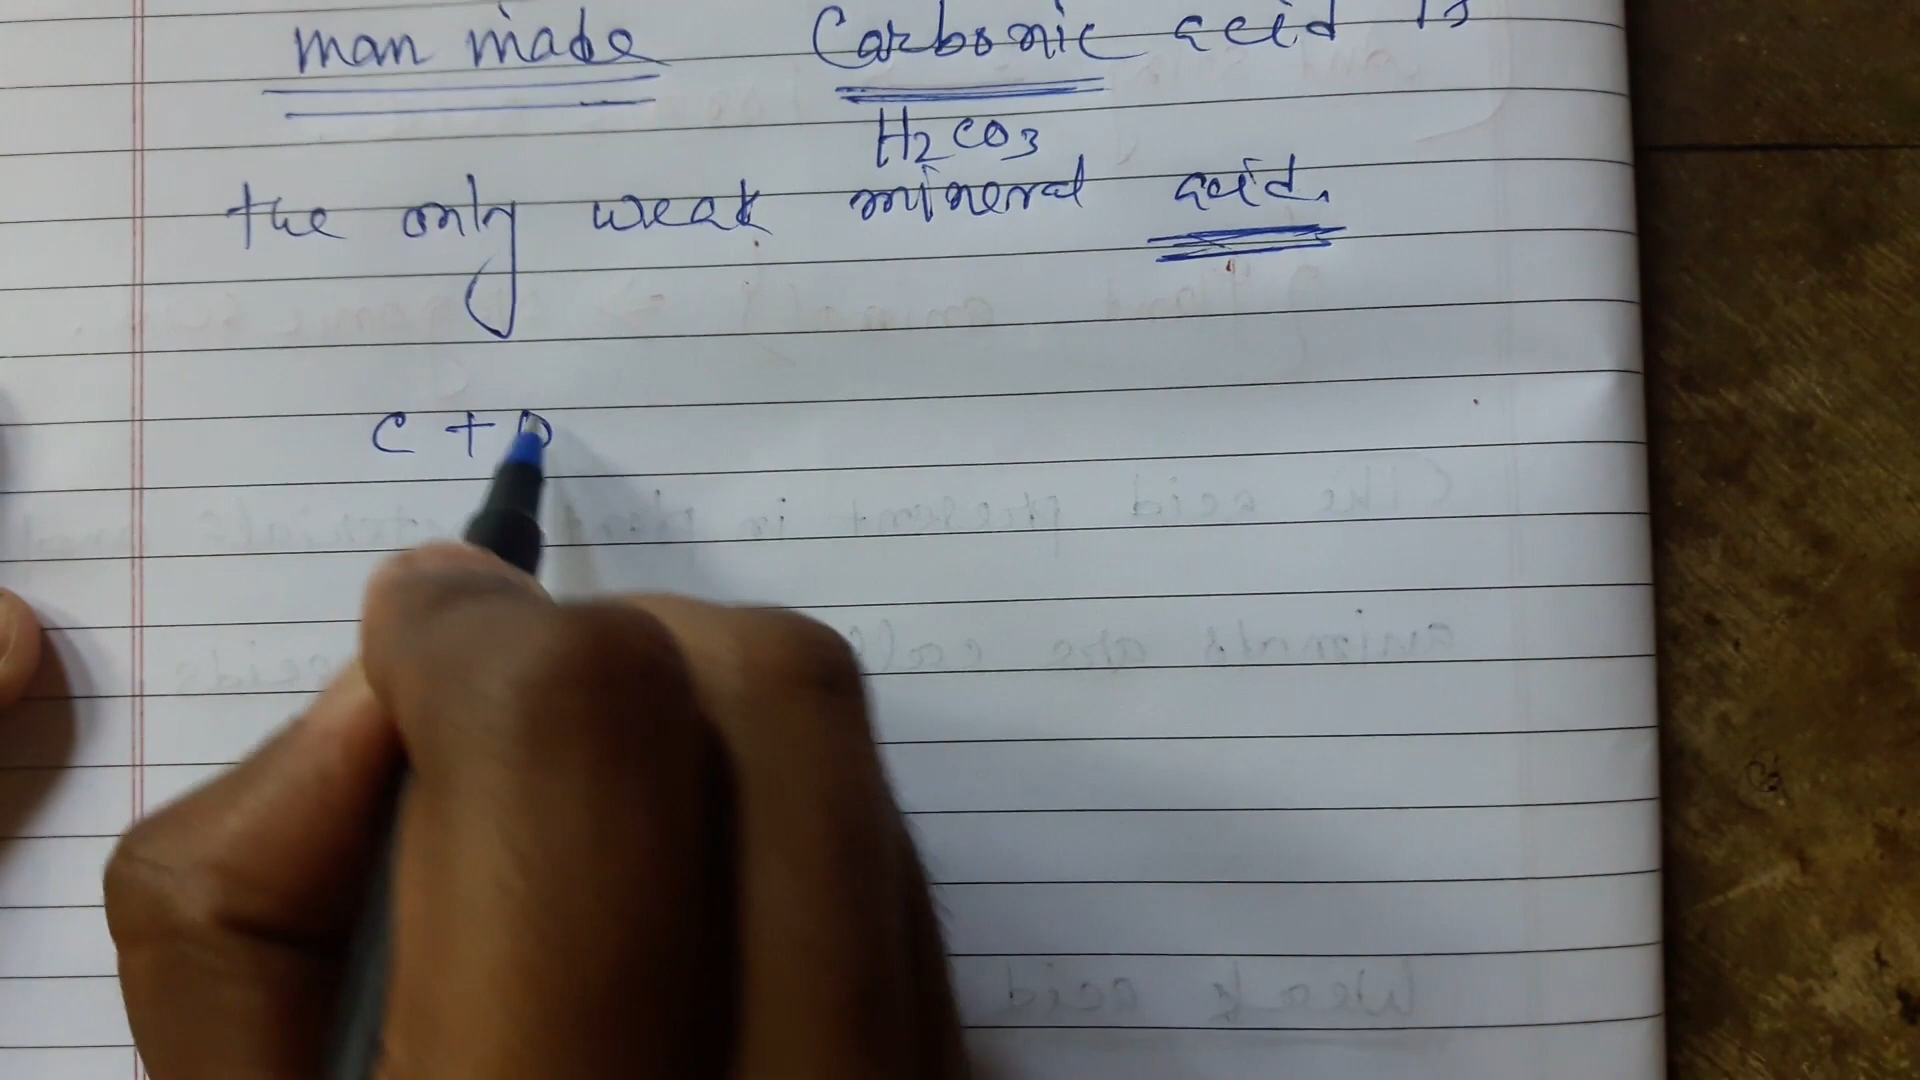 man made Carbonic acid is
H2CO3
the only weak mineral acid.
C + O